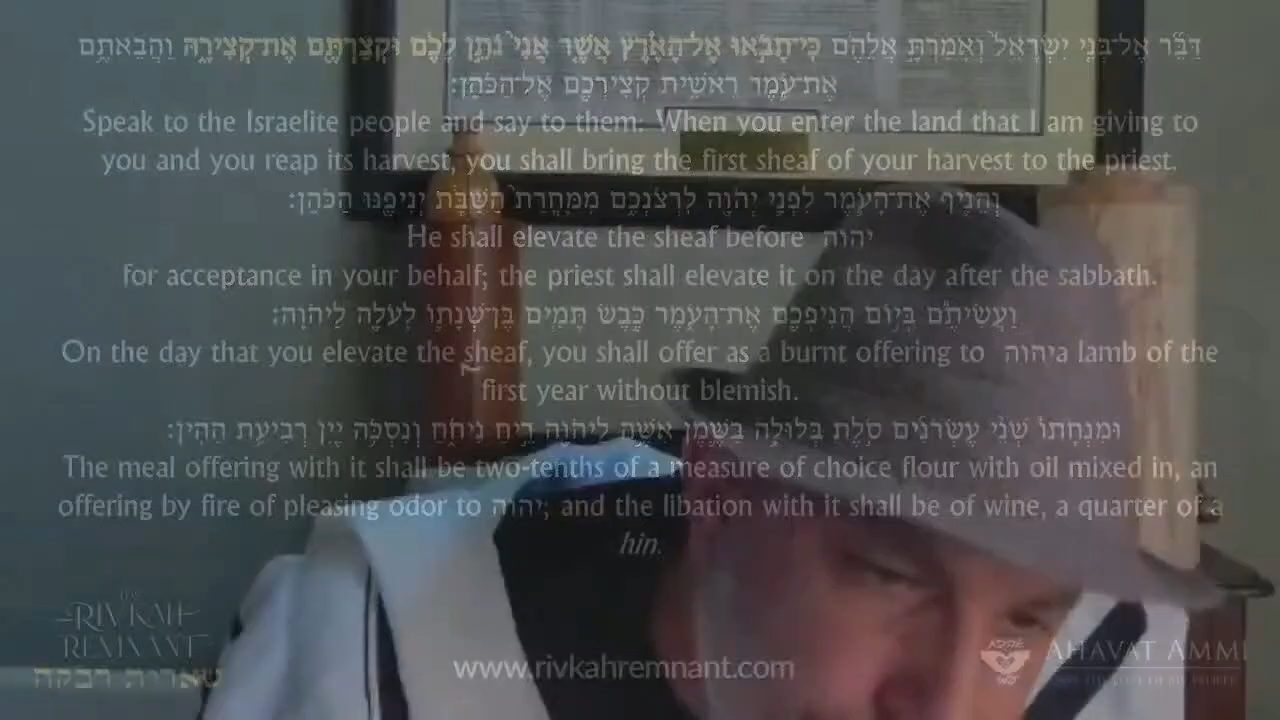 דַּבֵּ֞ר אֶל־בְּנֵ֤י יִשְׂרָאֵל֙ וְאָמַרְתָּ֣ אֲלֵהֶ֔ם כִּֽי־תָבֹ֣אוּ אֶל־הָאָ֗רֶץ אֲשֶׁ֤ר אֲנִי֙ נֹתֵ֣ן לָכֶ֔ם וּקְצַרְתֶּ֖ם אֶת־קְצִירָ֑הּ וַהֲבֵאתֶ֥ם
אֶת־עֹ֛מֶר רֵאשִׁ֥ית קְצִירְכֶ֖ם אֶל־הַכֹּהֵֽן׃
Speak to the Israelite people and say to them: When you enter the land that I am giving to
you and you reap its harvest, you shall bring the first sheaf of your harvest to the priest.
וְהֵנִ֧יף אֶת־הָעֹ֛מֶר לִפְנֵ֥י יְהֹוָ֖ה לִֽרְצֹנְכֶ֑ם מִֽמָּחֳרַת֙ הַשַּׁבָּ֔ת יְנִיפֶ֖נּוּ הַכֹּהֵֽן׃
He shall elevate the sheaf before יהוה
for acceptance in your behalf; the priest shall elevate it on the day after the sabbath.
וַעֲשִׂיתֶ֕ם בְּי֥וֹם הֲנִֽיפְכֶ֖ם אֶת־הָעֹ֑מֶר כֶּ֣בֶשׂ תָּמִ֧ים בֶּן־שְׁנָת֛וֹ לְעֹלָ֖ה לַיהֹוָֽה׃
On the day that you elevate the sheaf, you shall offer as a burnt offering to יהוה a lamb of the
first year without blemish.
וּמִנְחָתוֹ֩ שְׁנֵ֨י עֶשְׂרֹנִ֜ים סֹ֣לֶת בְּלוּלָ֥ה בַשֶּׁ֛מֶן אִשֶּׁ֥ה לַיהֹוָ֖ה רֵ֣יחַ נִיחֹ֑חַ וְנִסְכֹּ֥ה יַ֖יִן רְבִיעִ֥ת הַהִֽין׃
The meal offering with it shall be two-tenths of a measure of choice flour with oil mixed in, an
offering by fire of pleasing odor to יהוה; and the libation with it shall be of wine, a quarter of a
hin.
THE
RIVKAH
REMNANT
שארית רבקה
www.rivkahremnant.com
AHAVAT AMMI